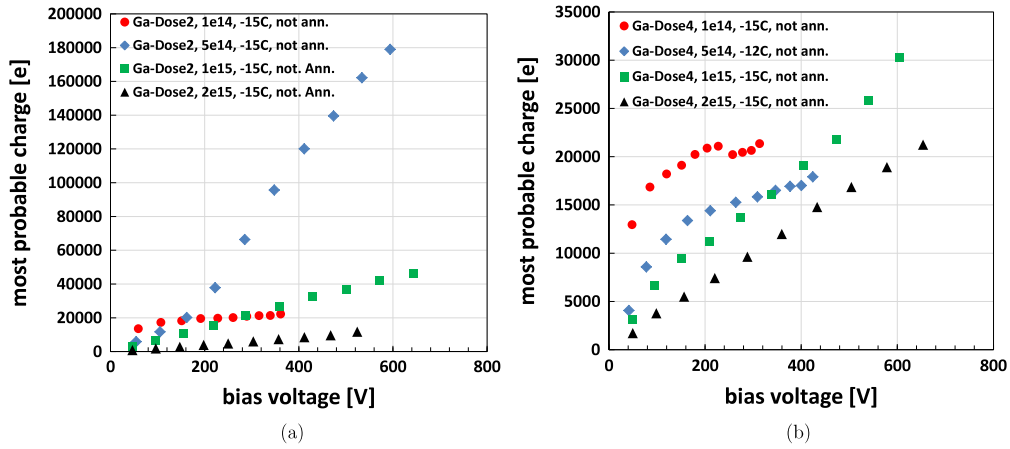 200000
180000
160000
140000
120000
100000
80000
60000
40000
20000
0
0 200 400 600 800
most probable charge [e]
bias voltage [V]
Ga-Dose2, 1e14, -15C, not ann.
Ga-Dose2, 5e14, -15C, not ann.
Ga-Dose2, 1e15, -15C, not. Ann.
Ga-Dose2, 2e15, -15C, not. Ann.
(a)
35000
30000
25000
20000
15000
10000
5000
0
0 200 400 600 800
most probable charge [e]
bias voltage [V]
Ga-Dose4, 1e14, -15C, not ann.
Ga-Dose4, 5e14, -12C, not ann.
Ga-Dose4, 1e15, -15C, not ann.
Ga-Dose4, 2e15, -15C, not ann.
(b)